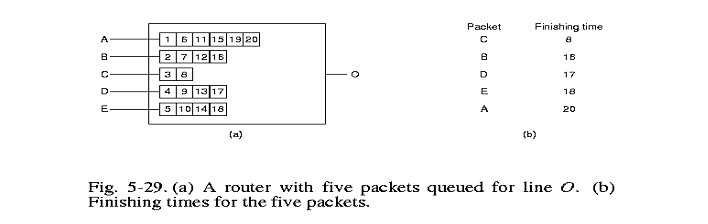 Packet Finishing time
A 1 6 11 15 19 20 C 8
B 2 7 12 16 B 16
C 3 8 O D 17
D 4 9 13 17 E 18
E 5 10 14 18 A 20
(a) (b)
Fig. 5-29. (a) A router with five packets queued for line O. (b)
Finishing times for the five packets.